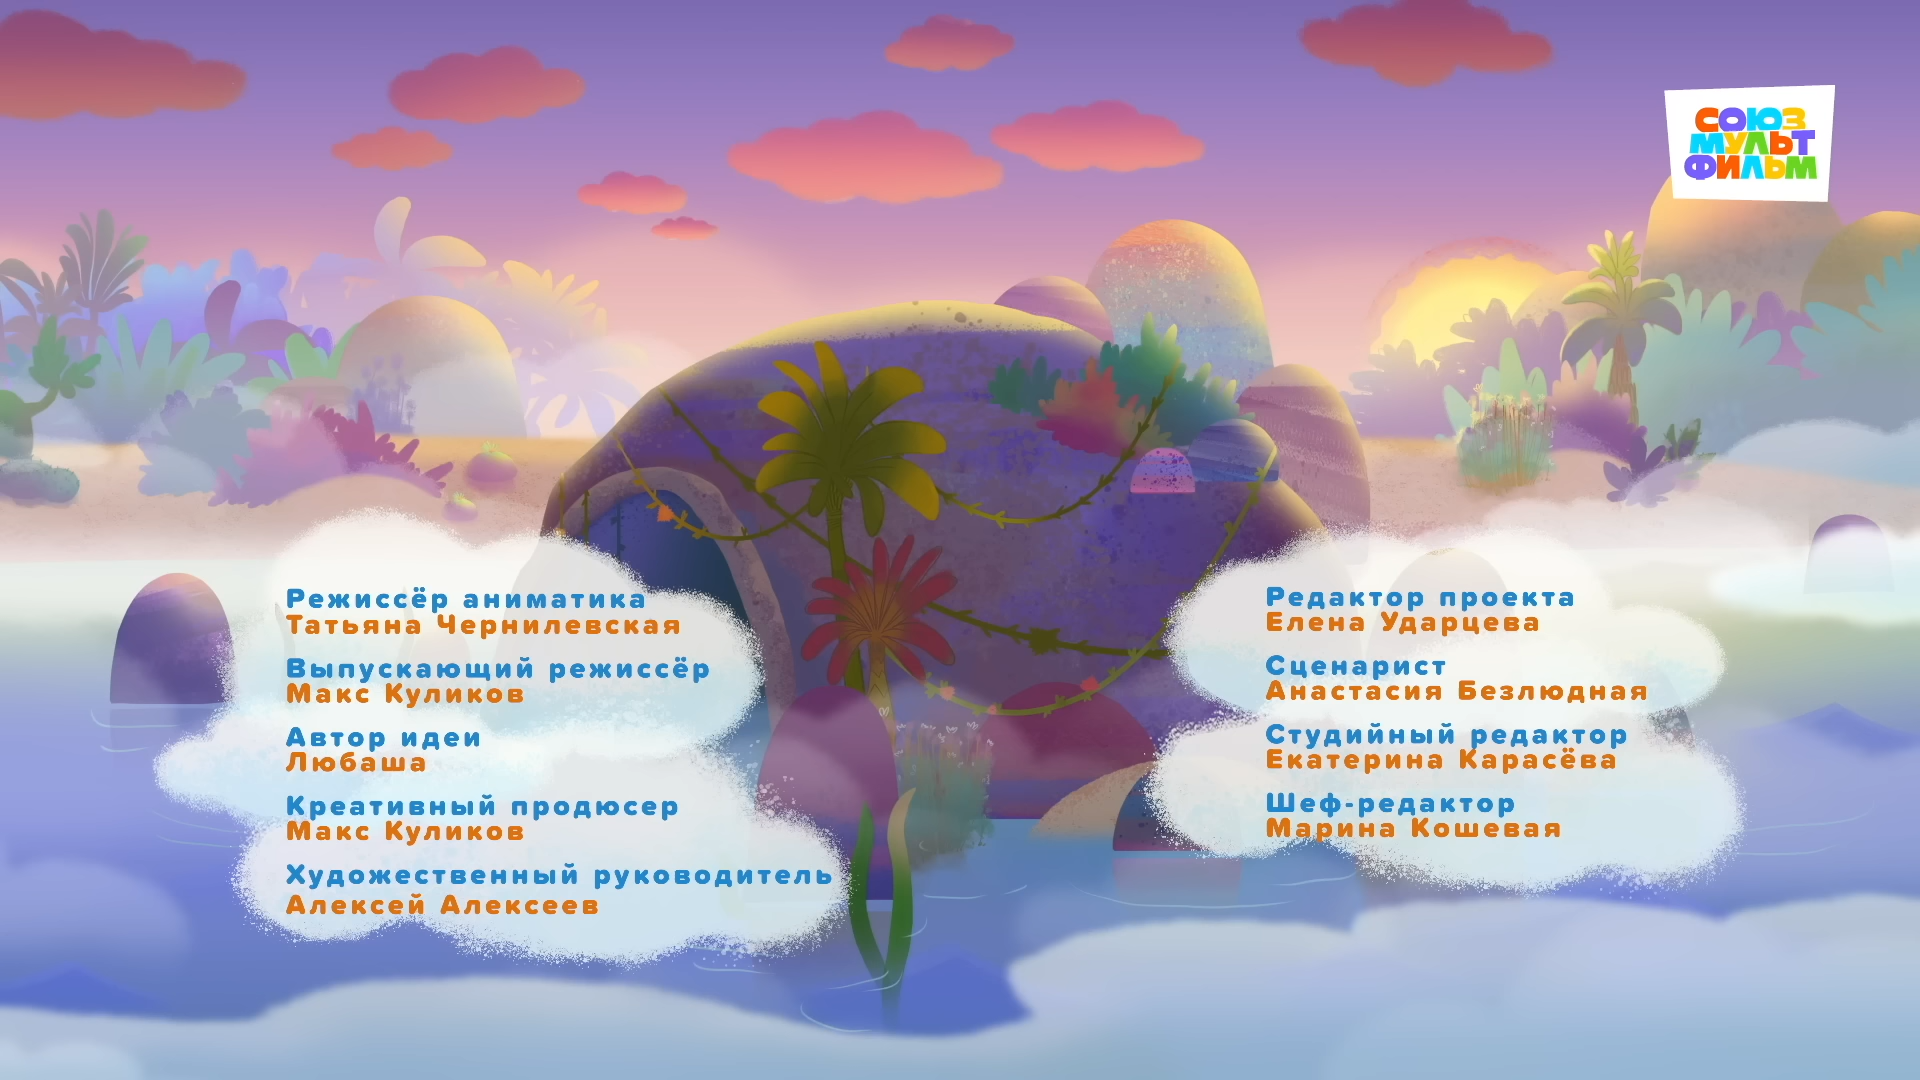 СОЮЗ
МУЛЬТ
ФИЛЬМ
Режиссёр аниматика
Татьяна Чернилевская
Выпускающий режиссёр
Макс Куликов
Автор идеи
Любаша
Креативный продюсер
Макс Куликов
Художественный руководитель
Алексей Алексеев
Редактор проекта
Елена Ударцева
Сценарист
Анастасия Безлюдная
Студийный редактор
Екатерина Карасёва
Шеф-редактор
Марина Кошевая